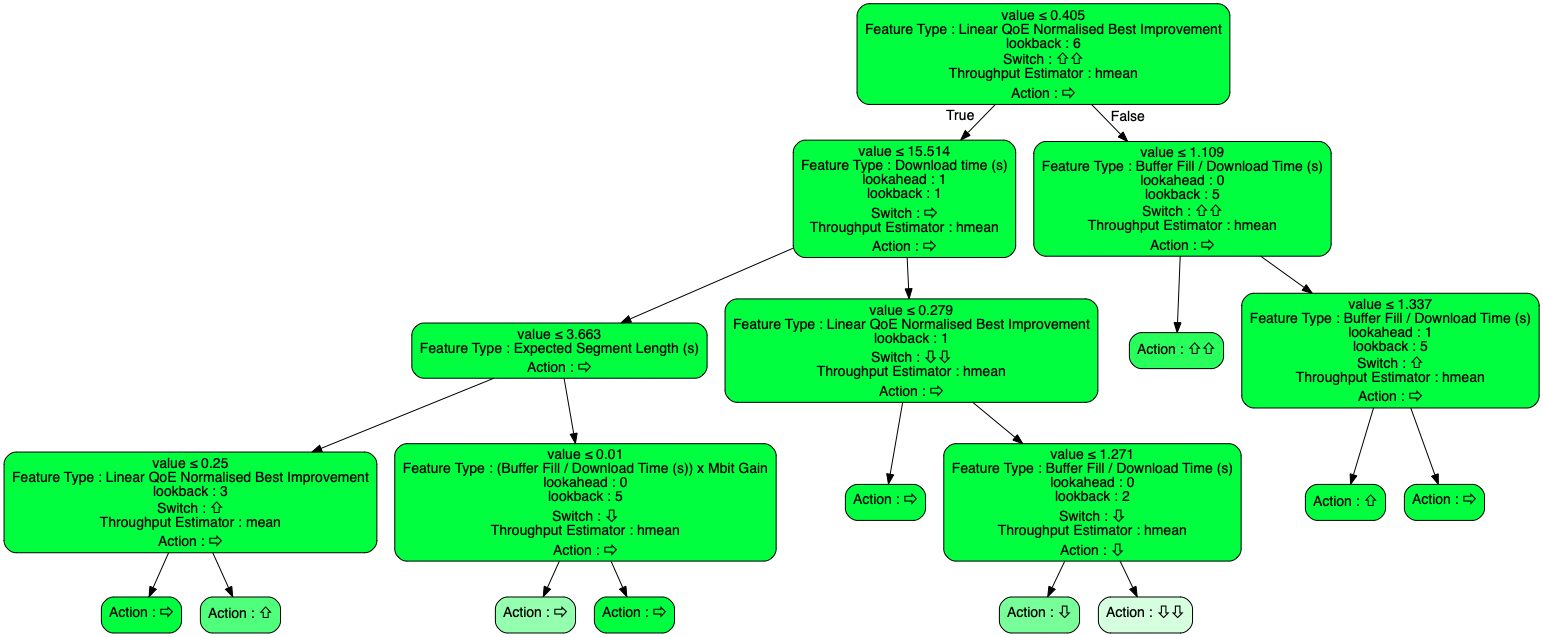 value ≤ 0.405
Feature Type : Linear QoE Normalised Best Improvement
lookback : 6
Switch : ⇧⇧
Throughput Estimator : hmean
Action : ⇨
True
False
value ≤ 15.514
Feature Type : Download time (s)
lookahead : 1
lookback : 1
Switch : ⇨
Throughput Estimator : hmean
Action : ⇨
value ≤ 1.109
Feature Type : Buffer Fill / Download Time (s)
lookahead : 0
lookback : 5
Switch : ⇧⇧
Throughput Estimator : hmean
Action : ⇨
value ≤ 3.663
Feature Type : Expected Segment Length (s)
Action : ⇨
value ≤ 0.279
Feature Type : Linear QoE Normalised Best Improvement
lookback : 1
Switch : ⇩⇩
Throughput Estimator : hmean
Action : ⇨
Action : ⇧⇧
value ≤ 1.337
Feature Type : Buffer Fill / Download Time (s)
lookahead : 1
lookback : 5
Switch : ⇧
Throughput Estimator : hmean
Action : ⇨
value ≤ 0.25
Feature Type : Linear QoE Normalised Best Improvement
lookback : 3
Switch : ⇧
Throughput Estimator : mean
Action : ⇨
value ≤ 0.01
Feature Type : (Buffer Fill / Download Time (s)) x Mbit Gain
lookahead : 0
lookback : 5
Switch : ⇩
Throughput Estimator : hmean
Action : ⇨
Action : ⇨
value ≤ 1.271
Feature Type : Buffer Fill / Download Time (s)
lookahead : 0
lookback : 2
Switch : ⇩
Throughput Estimator : hmean
Action : ⇩
Action : ⇧
Action : ⇨
Action : ⇨
Action : ⇧
Action : ⇨
Action : ⇨
Action : ⇩
Action : ⇩⇩